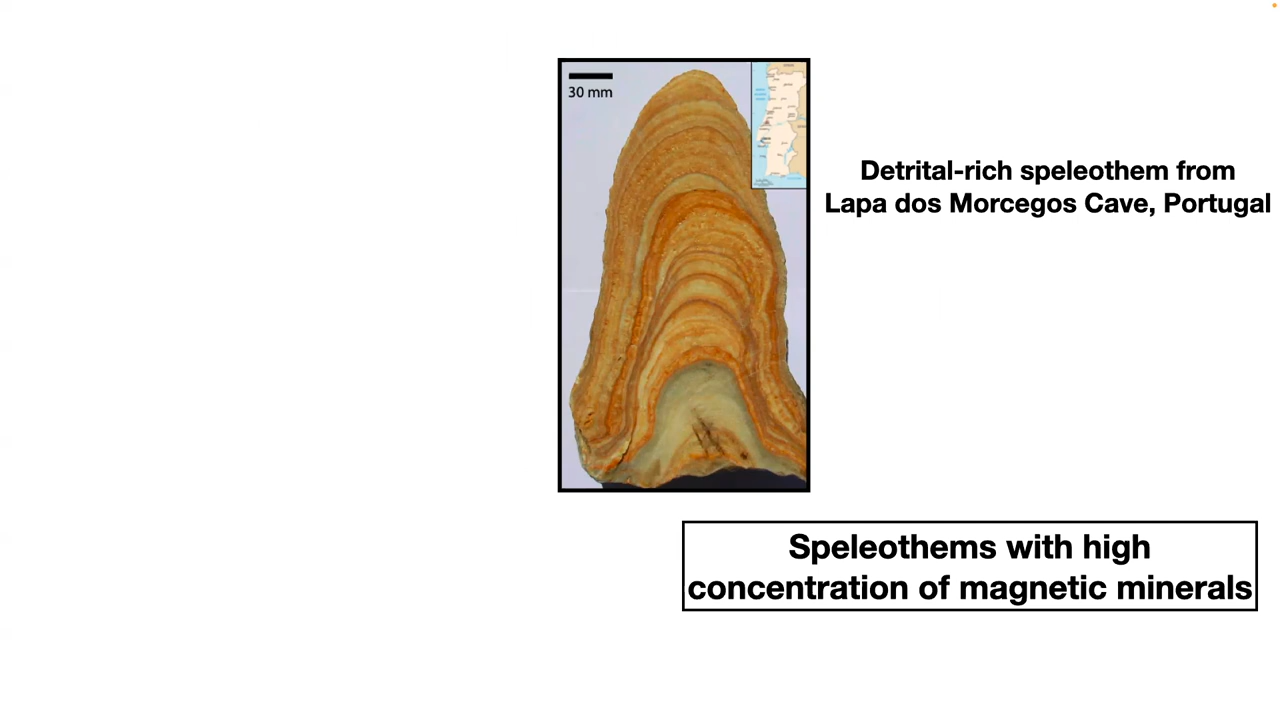 30 mm
Detrital-rich speleothem from
Lapa dos Morcegos Cave, Portugal
Speleothems with high
concentration of magnetic minerals